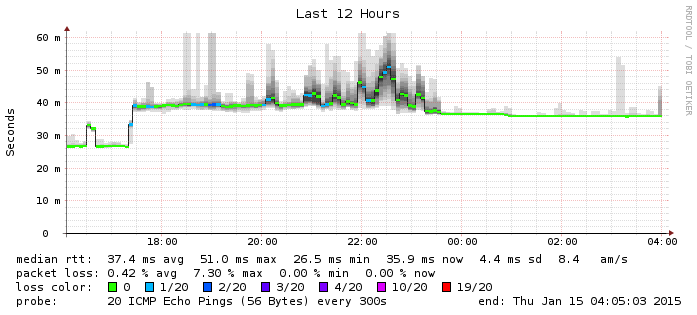 Last 12 Hours
RRDTOOL / TOBI OETIKER
Seconds
60 m
50 m
40 m
30 m
20 m
10 m
0
18:00 20:00 22:00 00:00 02:00 04:00
median rtt: 37.4 ms avg 51.0 ms max 26.5 ms min 35.9 ms now 4.4 ms sd 8.4 am/s
packet loss: 0.42 % avg 7.30 % max 0.00 % min 0.00 % now
loss color: 0 1/20 2/20 3/20 4/20 10/20 19/20
probe: 20 ICMP Echo Pings (56 Bytes) every 300s end: Thu Jan 15 04:05:03 2015